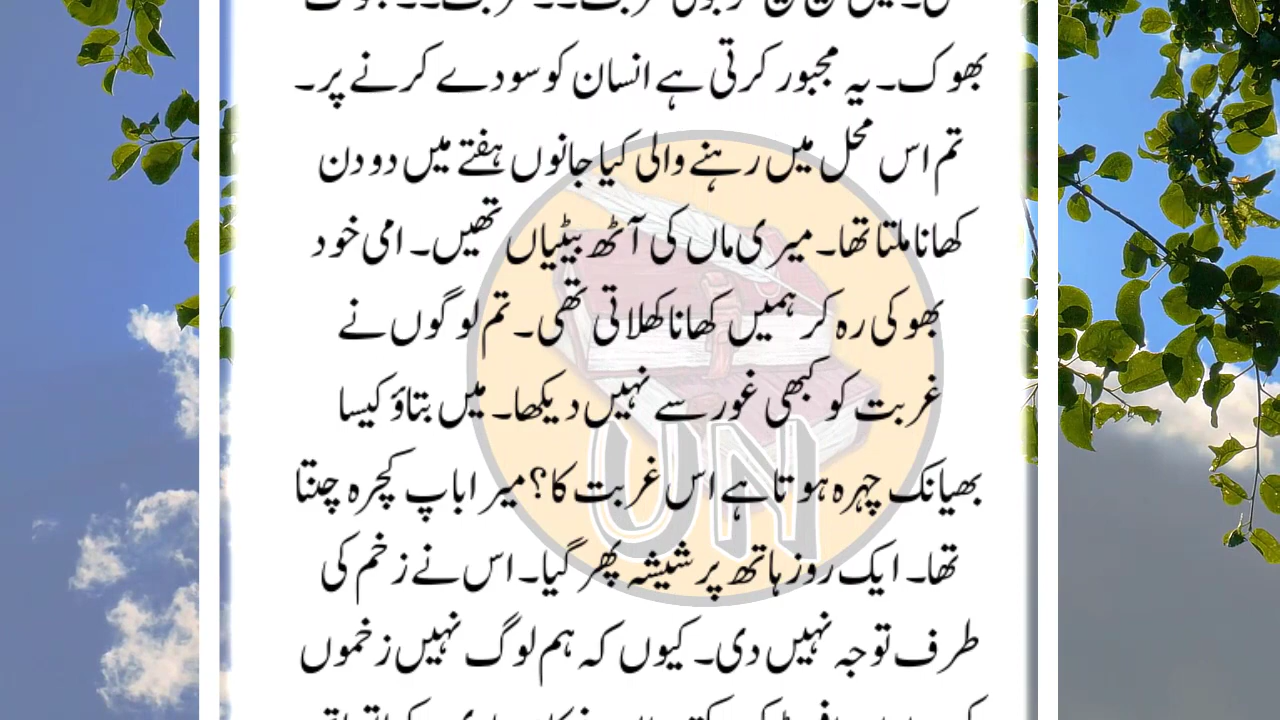 بھوک۔ یہ مجبور کرتی ہے انسان کو سودے کرنے پر۔
تم اس محل میں رہنے والی کیا جانوں ہفتے میں دو دن
کھانا ملتا تھا۔ میری ماں کی آٹھ بیٹیاں تھیں۔ امی خود
بھوکی رہ کر ہمیں کھانا کھلاتی تھی۔ تم لوگوں نے
غربت کو کبھی غور سے نہیں دیکھا۔ میں بتاؤ کیسا
بھیانک چہرہ ہوتا ہے اس غربت کا؟ میرا باپ کچرہ چنتا
تھا۔ ایک روز ہاتھ پر شیشہ پھر گیا۔ اس نے زخم کی
طرف توجہ نہیں دی۔ کیوں کہ ہم لوگ نہیں زخموں
UN